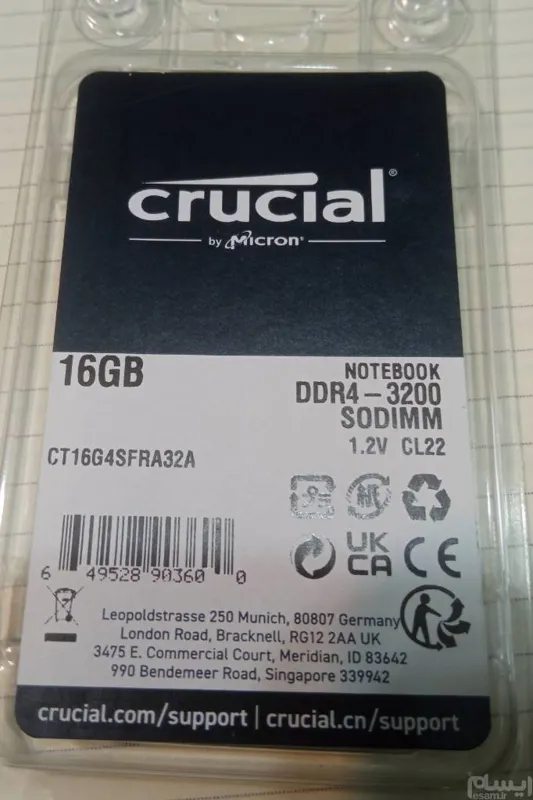 crucial®
by Micron®
16GB
NOTEBOOK
DDR4-3200
SODIMM
1.2V CL22
CT16G4SFRA32A
UK
CA
CE
6 49528 90360 0
Leopoldstrasse 250 Munich, 80807 Germany
London Road, Bracknell, RG12 2AA UK
3475 E. Commercial Court, Meridian, ID 83642
990 Bendemeer Road, Singapore 339942
crucial.com/support | crucial.cn/support
ایسام
esam.ir